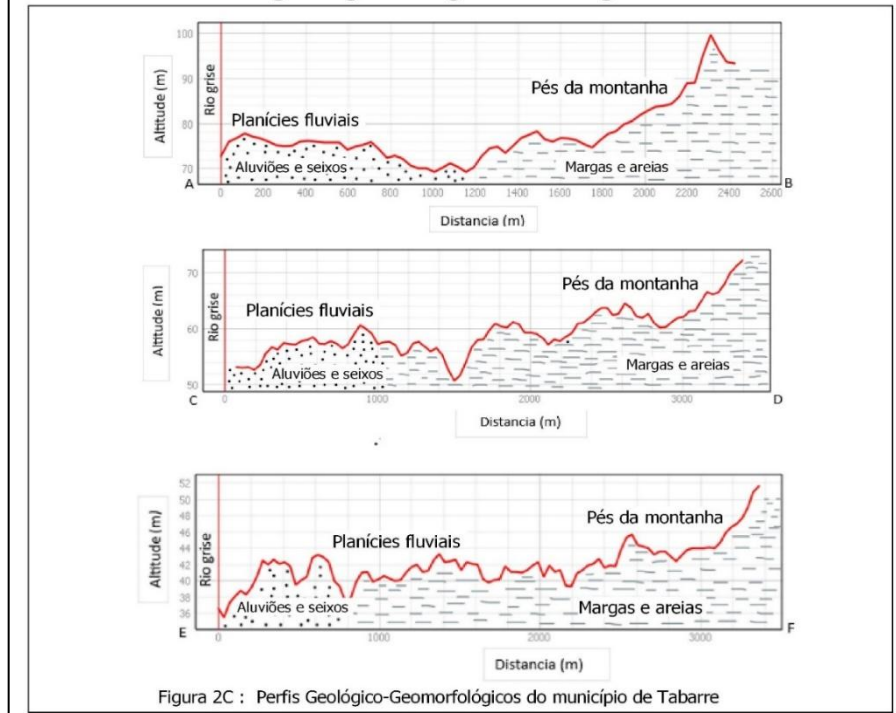 100
90
80
70
Altitude (m)
Rio grise
Planícies fluviais
Pés da montanha
Aluviões e seixos
Margas e areias
A
B
0 200 400 600 800 1000 1200 1400 1600 1800 2000 2200 2400 2600
Distancia (m)
70
60
50
Altitude (m)
Rio grise
Planícies fluviais
Pés da montanha
Aluviões e seixos
Margas e areias
C
D
0 1000 2000 3000
Distancia (m)
52
50
48
46
44
42
40
38
36
Altitude (m)
Rio grise
Planícies fluviais
Pés da montanha
Aluviões e seixos
Margas e areias
E
F
0 1000 2000 3000
Distancia (m)
Figura 2C : Perfis Geológico-Geomorfológicos do município de Tabarre